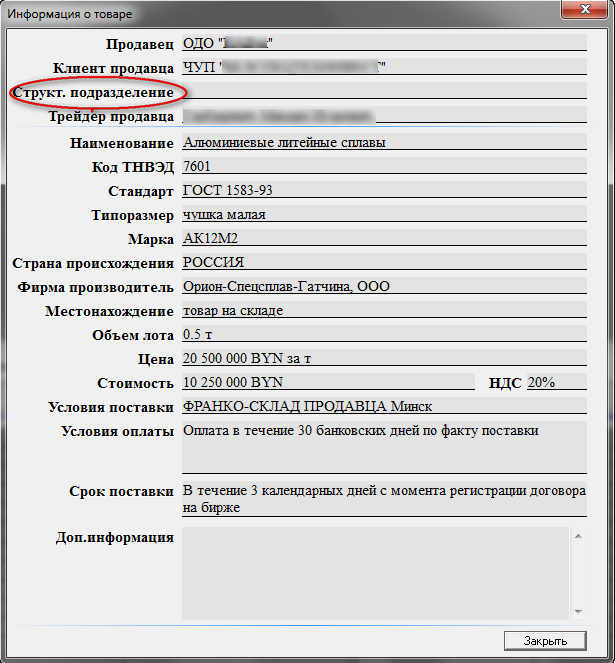 Информация о товаре
Продавец ОДО " "
Клиент продавца ЧУП " "
Структ. подразделение
Трейдер продавца
Наименование Алюминиевые литейные сплавы
Код ТНВЭД 7601
Стандарт ГОСТ 1583-93
Типоразмер чушка малая
Марка АК12М2
Страна происхождения РОССИЯ
Фирма производитель Орион-Спецсплав-Гатчина, ООО
Местонахождение товар на складе
Объем лота 0.5 т
Цена 20 500 000 BYN за т
Стоимость 10 250 000 BYN НДС 20%
Условия поставки ФРАНКО-СКЛАД ПРОДАВЦА Минск
Условия оплаты Оплата в течение 30 банковских дней по факту поставки
Срок поставки В течение 3 календарных дней с момента регистрации договора
на бирже
Доп.информация
Закрыть